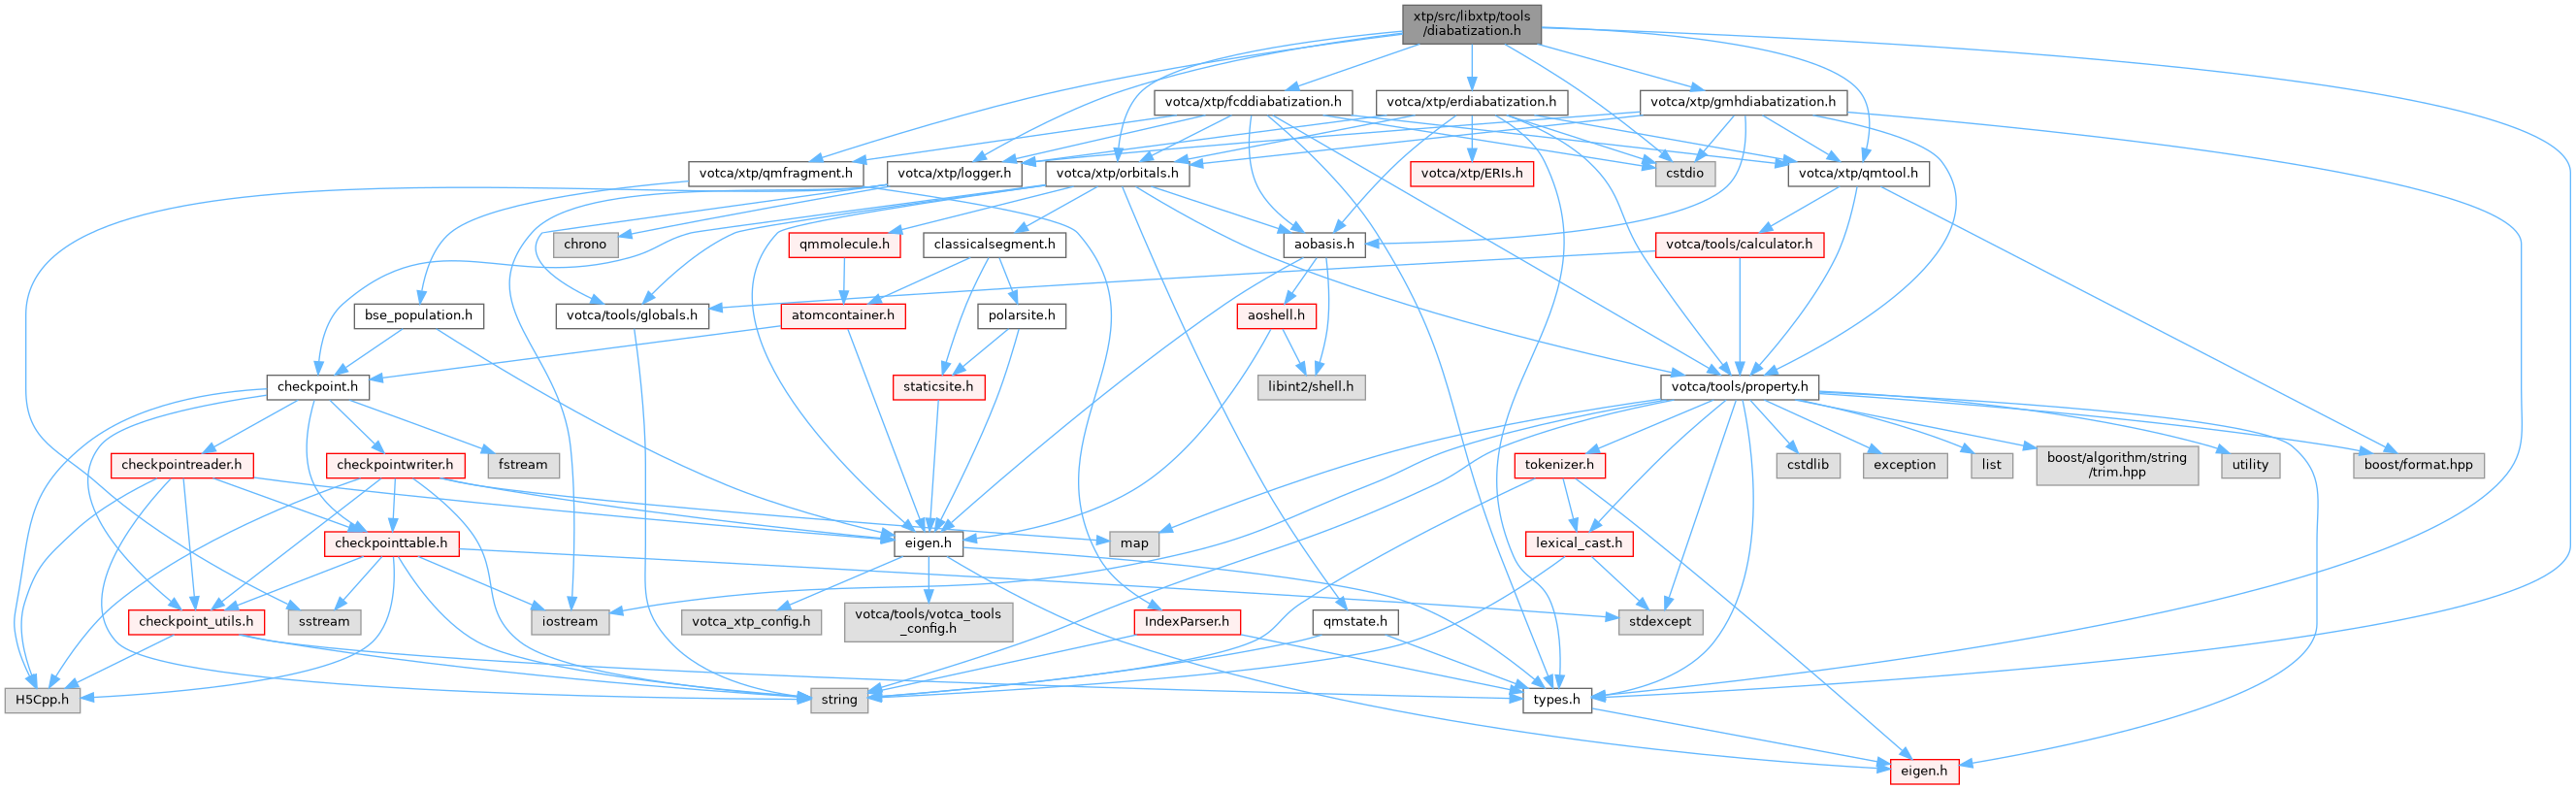 xtp/src/libxtp/tools
/diabatization.h
votca/xtp/fcddiabatization.h
votca/xtp/erdiabatization.h
votca/xtp/gmhdiabatization.h
votca/xtp/qmfragment.h
votca/xtp/logger.h
votca/xtp/orbitals.h
votca/xtp/ERIs.h
cstdio
votca/xtp/qmtool.h
chrono
qmmolecule.h
classicalsegment.h
aobasis.h
votca/tools/calculator.h
bse_population.h
votca/tools/globals.h
atomcontainer.h
polarsite.h
aoshell.h
checkpoint.h
staticsite.h
libint2/shell.h
votca/tools/property.h
checkpointreader.h
checkpointwriter.h
fstream
tokenizer.h
cstdlib
exception
list
boost/algorithm/string
/trim.hpp
utility
boost/format.hpp
checkpointtable.h
eigen.h
map
lexical_cast.h
checkpoint_utils.h
sstream
iostream
votca_xtp_config.h
votca/tools/votca_tools
_config.h
IndexParser.h
qmstate.h
stdexcept
H5Cpp.h
string
types.h
eigen.h